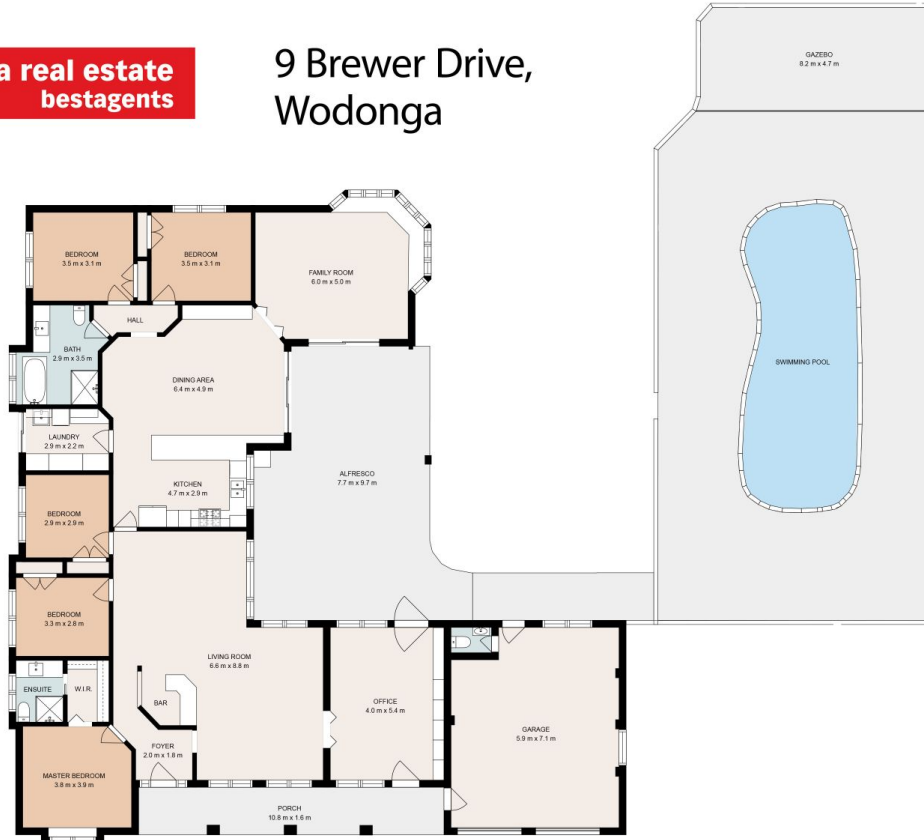 a real estate
bestagents
9 Brewer Drive,
Wodonga
GAZEBO
8.2 m x 4.7 m
BEDROOM
3.5 m x 3.1 m
BEDROOM
3.5 m x 3.1 m
FAMILY ROOM
6.0 m x 5.0 m
HALL
BATH
2.9 m x 3.5 m
DINING AREA
6.4 m x 4.9 m
SWIMMING POOL
LAUNDRY
2.9 m x 2.2 m
KITCHEN
4.7 m x 2.9 m
ALFRESCO
7.7 m x 9.7 m
BEDROOM
2.9 m x 2.9 m
BEDROOM
3.3 m x 2.8 m
LIVING ROOM
6.6 m x 8.8 m
ENSUITE
W.I.R.
BAR
OFFICE
4.0 m x 5.4 m
GARAGE
5.9 m x 7.1 m
FOYER
2.0 m x 1.8 m
MASTER BEDROOM
3.8 m x 3.9 m
PORCH
10.8 m x 1.6 m